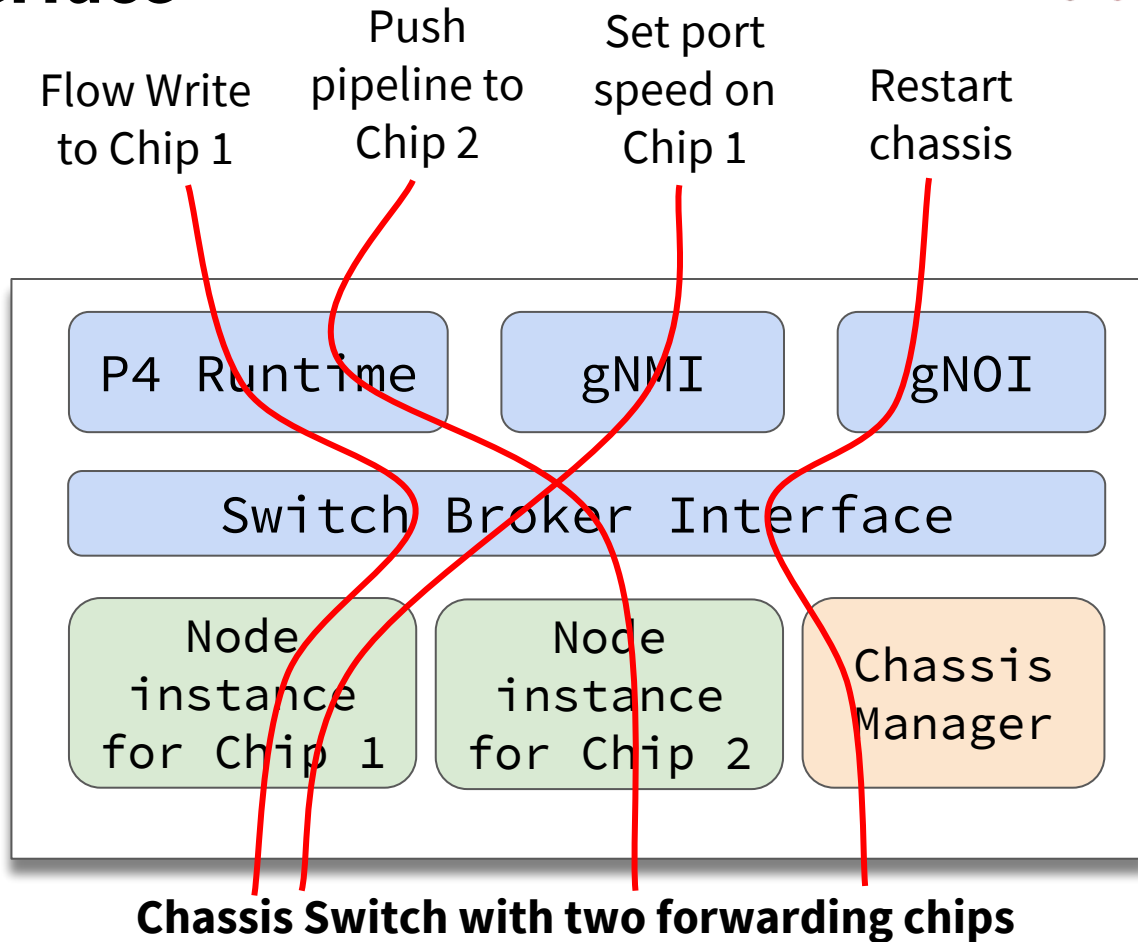 Flow Write
to Chip 1
Push
pipeline to
Chip 2
Set port
speed on
Chip 1
Restart
chassis
P4 Runtime
gNMI
gNOI
Switch Broker Interface
Node
instance
for Chip 1
Node
instance
for Chip 2
Chassis
Manager
Chassis Switch with two forwarding chips